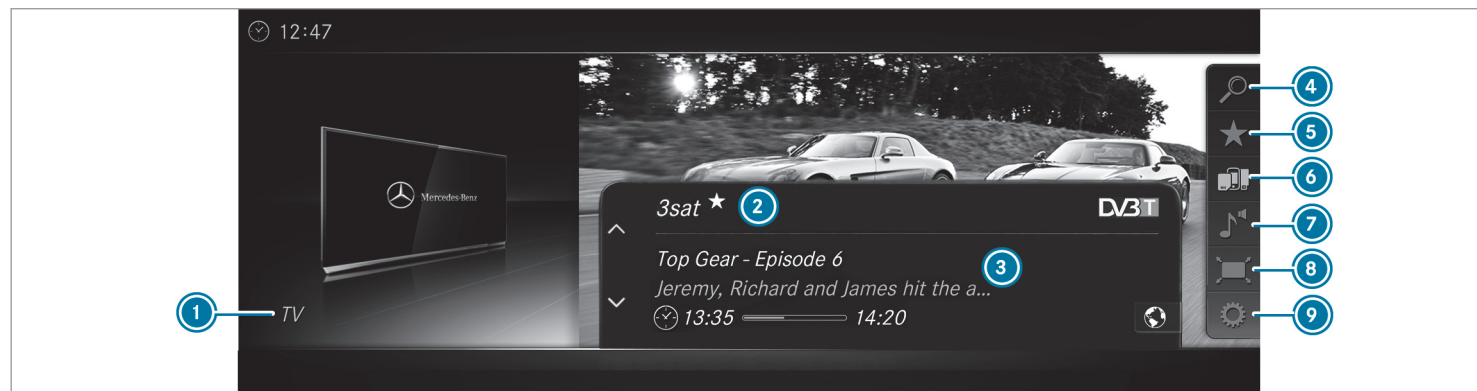 12:47
Mercedes-Benz
3sat ★ 2
DVB T
Top Gear - Episode 6
3
Jeremy, Richard and James hit the a...
13:35 14:20
1 TV
4
5
6
7
8
9